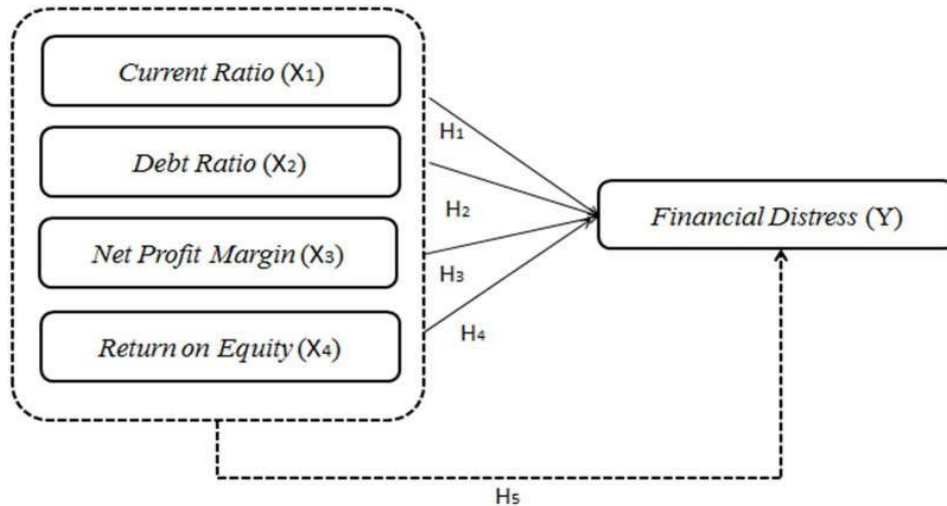 Current Ratio (X1)
H1
Debt Ratio (X2)
H2
Financial Distress (Y)
Net Profit Margin (X3)
H3
Return on Equity (X4)
H4
H5